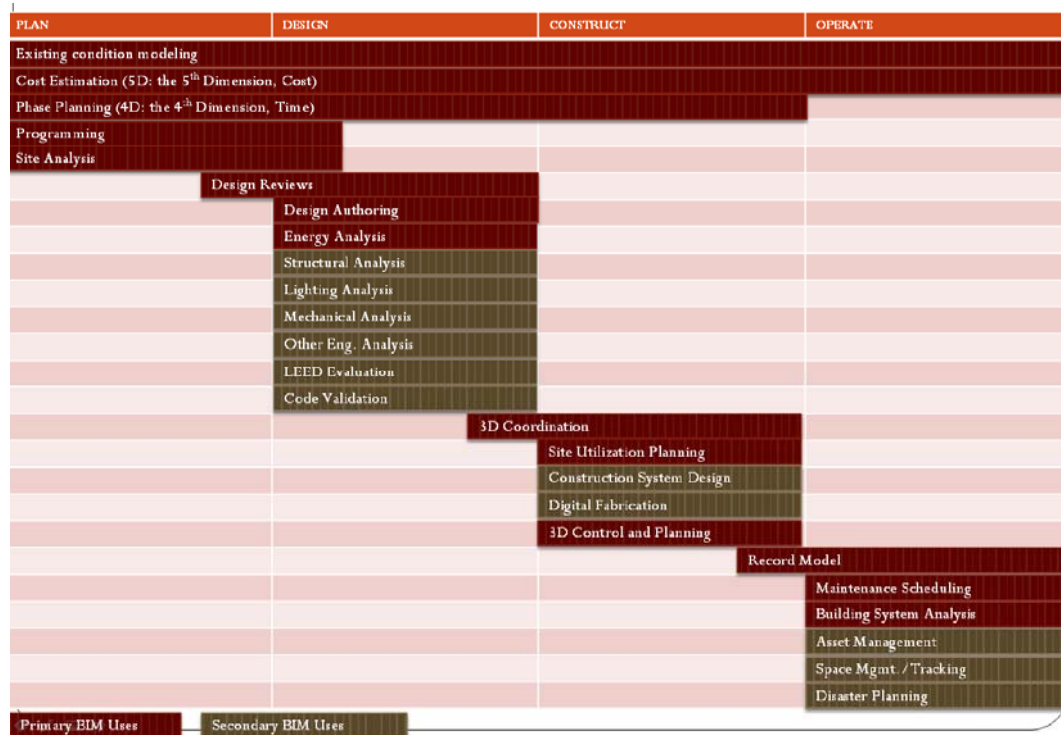 PLAN DESIGN CONSTRUCT OPERATE
Existing condition modeling
Cost Estimation (5D: the 5th Dimension, Cost)
Phase Planning (4D: the 4th Dimension, Time)
Programming
Site Analysis
Design Reviews
Design Authoring
Energy Analysis
Structural Analysis
Lighting Analysis
Mechanical Analysis
Other Eng. Analysis
LEED Evaluation
Code Validation
3D Coordination
Site Utilization Planning
Construction System Design
Digital Fabrication
3D Control and Planning
Record Model
Maintenance Scheduling
Building System Analysis
Asset Management
Space Mgmt. / Tracking
Disaster Planning
Primary BIM Uses Secondary BIM Uses